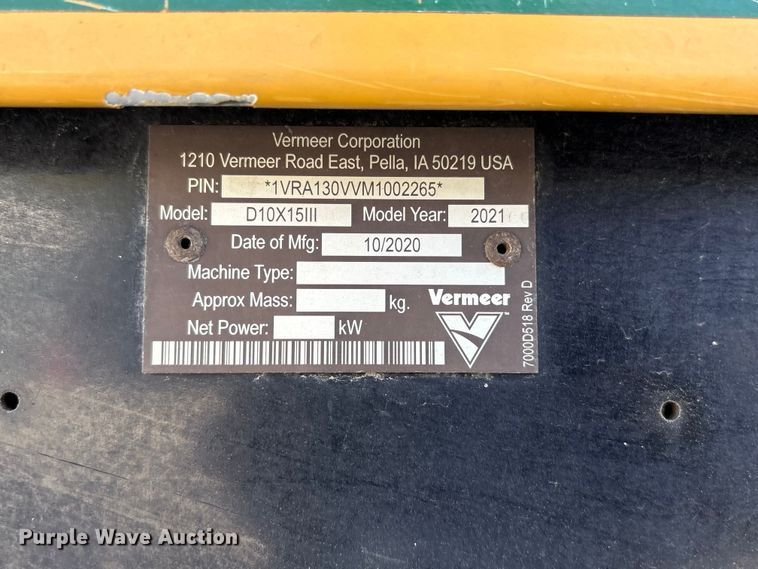 Vermeer Corporation
1210 Vermeer Road East, Pella, IA 50219 USA
PIN: *1VRA130VVM1002265*
Model: D10X15III Model Year: 2021
Date of Mfg: 10/2020
Machine Type:
Approx Mass: kg.
Net Power: kW
Vermeer
™
7000D518 Rev D
Purple Wave Auction